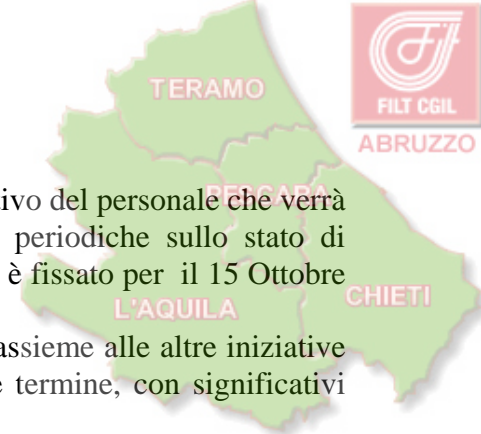 FILT CGIL
ABRUZZO
TERAMO
PESCARA
L'AQUILA
CHIETI
ivo del personale che verrà
periodiche sullo stato di
è fissato per il 15 Ottobre
assieme alle altre iniziative
e termine, con significativi